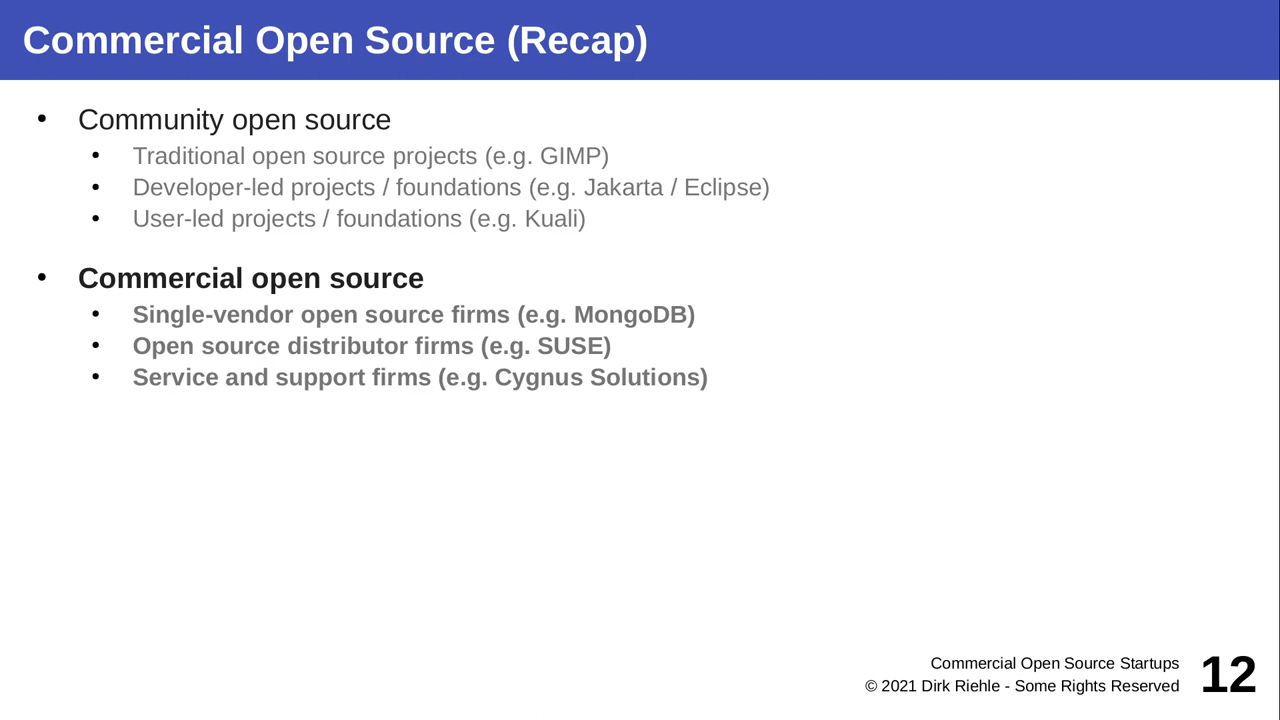 Commercial Open Source (Recap)
• Community open source
• Traditional open source projects (e.g. GIMP)
• Developer-led projects / foundations (e.g. Jakarta / Eclipse)
• User-led projects / foundations (e.g. Kuali)
• Commercial open source
• Single-vendor open source firms (e.g. MongoDB)
• Open source distributor firms (e.g. SUSE)
• Service and support firms (e.g. Cygnus Solutions)
Commercial Open Source Startups
© 2021 Dirk Riehle - Some Rights Reserved
12